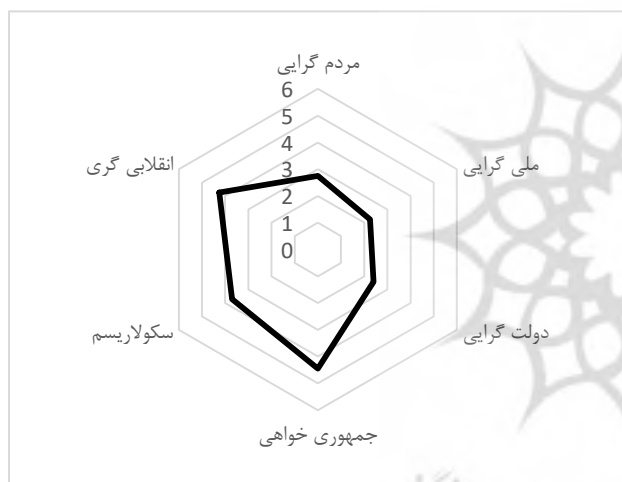 مردم گرایی
ملی گرایی
دولت گرایی
جمهوری خواهی
سکولاریسم
انقلابی گری
6
5
4
3
2
1
0